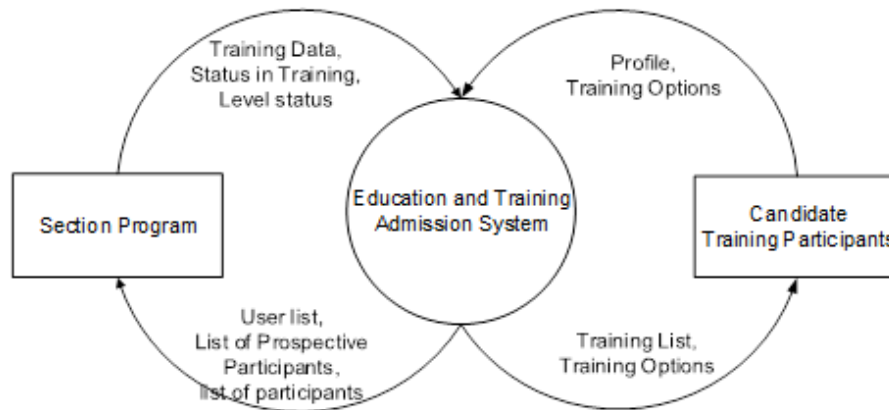 Training Data,
Status in Training,
Level status
Profile,
Training Options
Section Program
Education and Training
Admission System
Candidate
Training Participants
User list,
List of Prospective
Participants,
list of participants
Training List,
Training Options